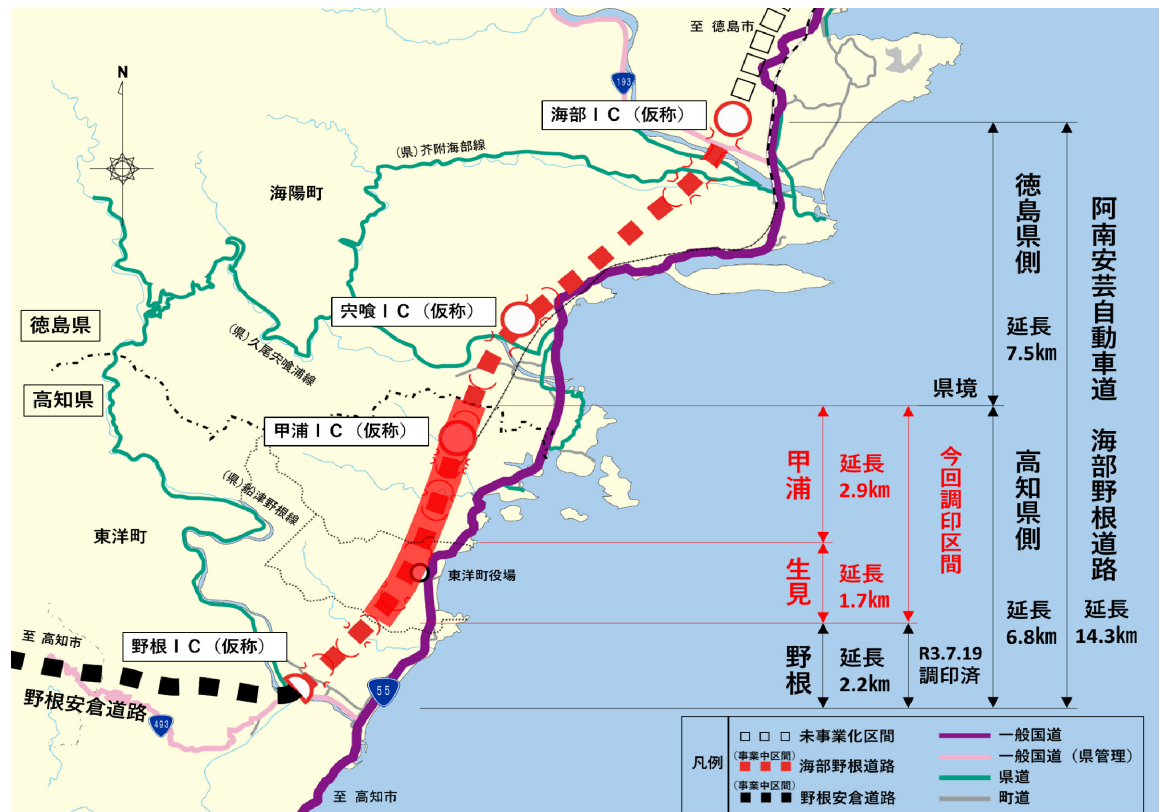 至 徳島市
N
193
海部IC（仮称）
(県)芥附海部線
海陽町
宍喰IC（仮称）
徳島県
高知県
(県)久尾宍喰浦線
甲浦IC（仮称）
(県)船津野根線
東洋町
東洋町役場
野根IC（仮称）
至 高知市
野根安倉道路
493
55
至 高知市
徳島県側
延長
7.5km
県境
甲浦
延長
2.9km
生見
延長
1.7km
野根
延長
2.2km
今回調印区間
R3.7.19
調印済
高知県側
延長
6.8km
阿南安芸自動車道 海部野根道路
延長
14.3km
凡例
未事業化区間
(事業中区間)
海部野根道路
(事業中区間)
野根安倉道路
一般国道
一般国道（県管理）
県道
町道